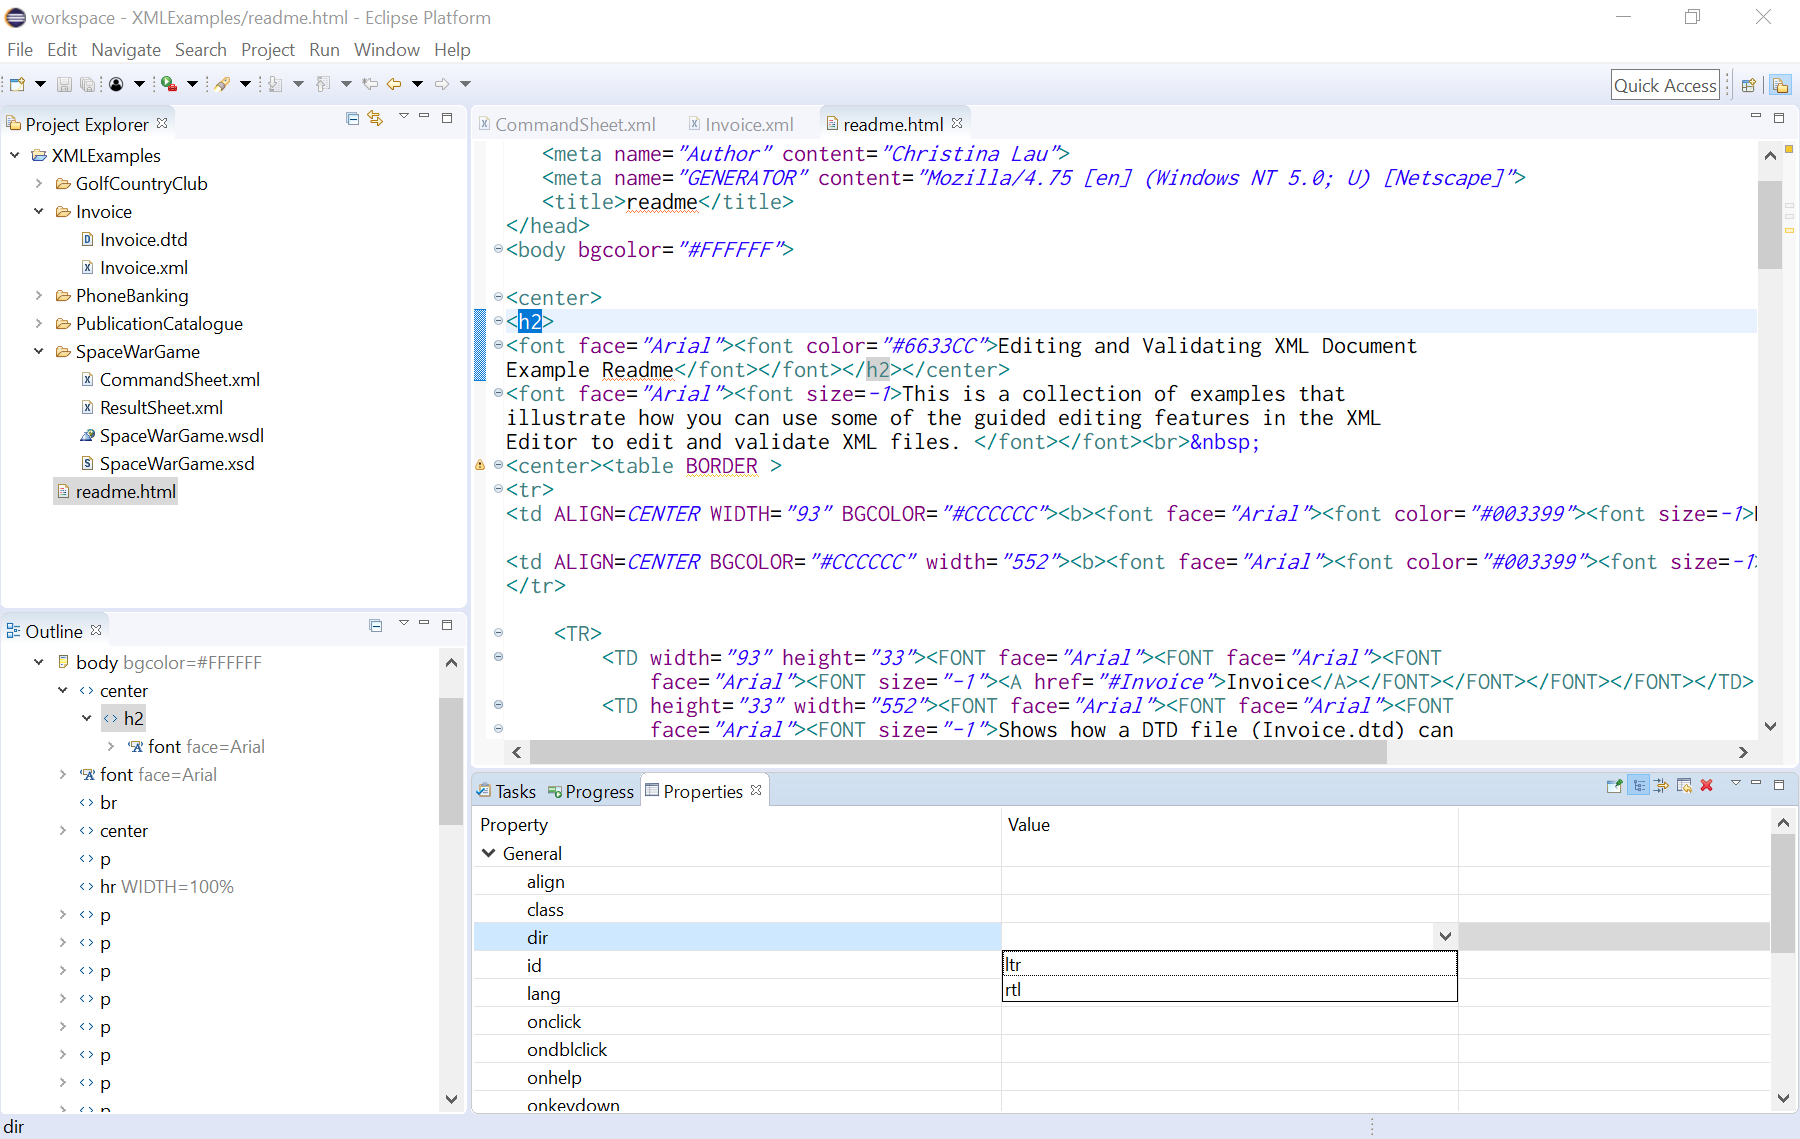 workspace - XMLExamples/readme.html - Eclipse Platform
File Edit Navigate Search Project Run Window Help
Quick Access
Project Explorer
XMLExamples
GolfCountryClub
Invoice
Invoice.dtd
Invoice.xml
PhoneBanking
PublicationCatalogue
SpaceWarGame
CommandSheet.xml
ResultSheet.xml
SpaceWarGame.wsdl
SpaceWarGame.xsd
readme.html
Outline
body bgcolor=#FFFFFF
center
h2
font face=Arial
font face=Arial
br
center
p
hr WIDTH=100%
p
p
p
p
p
p
p
CommandSheet.xml Invoice.xml readme.html
<meta name="Author" content="Christina Lau">
<meta name="GENERATOR" content="Mozilla/4.75 [en] (Windows NT 5.0; U) [Netscape]">
<title>readme</title>
</head>
<body bgcolor="#FFFFFF">
<center>
<h2>
<font face="Arial"><font color="#6633CC">Editing and Validating XML Document
Example Readme</font></font></h2></center>
<font face="Arial"><font size=-1>This is a collection of examples that
illustrate how you can use some of the guided editing features in the XML
Editor to edit and validate XML files. </font></font><br>&nbsp;
<center><table BORDER >
<tr>
<td ALIGN=CENTER WIDTH="93" BGCOLOR="#CCCCCC"><b><font face="Arial"><font color="#003399"><font size=-1>
<td ALIGN=CENTER BGCOLOR="#CCCCCC" width="552"><b><font face="Arial"><font color="#003399"><font size=-1>
</tr>
<TR>
<TD width="93" height="33"><FONT face="Arial"><FONT face="Arial"><FONT
face="Arial"><FONT size="-1"><A href="#Invoice">Invoice</A></FONT></FONT></FONT></FONT></TD>
<TD height="33" width="552"><FONT face="Arial"><FONT face="Arial"><FONT
face="Arial"><FONT size="-1">Shows how a DTD file (Invoice.dtd) can
Tasks Progress Properties
Property Value
General
align
class
dir
id
lang
onclick
ondblclick
onhelp
onkeydown
ltr
rtl
dir